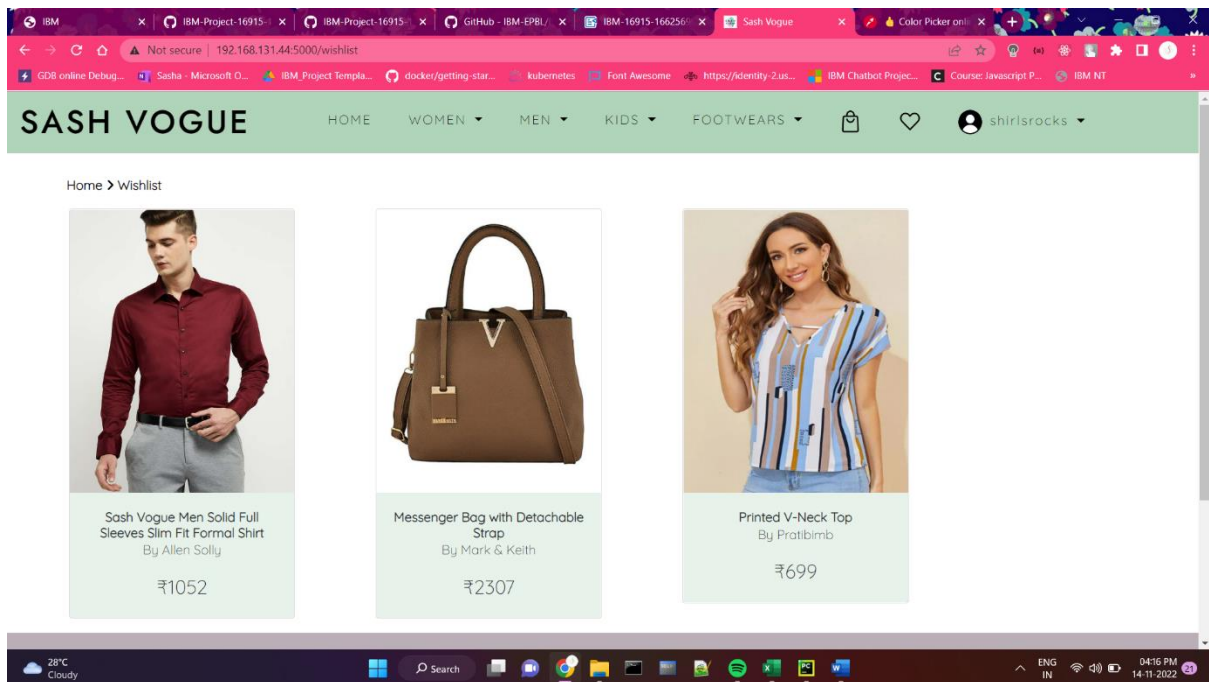 IBM
IBM-Project-16915-
IBM-Project-16915-
GitHub - IBM-EPBL/
IBM-16915-1662569
Sash Vogue
Color Picker onli
Not secure | 192.168.131.44:5000/wishlist
GDB online Debug...
Sasha - Microsoft O...
IBM_Project Templa...
docker/getting-star...
kubernetes
Font Awesome
https://identity-2.us...
IBM Chatbot Projec...
Course: Javascript P...
IBM NT
SASH VOGUE
HOME
WOMEN
MEN
KIDS
FOOTWEARS
shirlsrocks
Home > Wishlist
Sash Vogue Men Solid Full
Sleeves Slim Fit Formal Shirt
By Allen Solly
₹1052
Messenger Bag with Detachable
Strap
By Mark & Keith
₹2307
Printed V-Neck Top
By Pratibimb
₹699
28°C
Cloudy
Search
ENG
IN
04:16 PM
14-11-2022
21